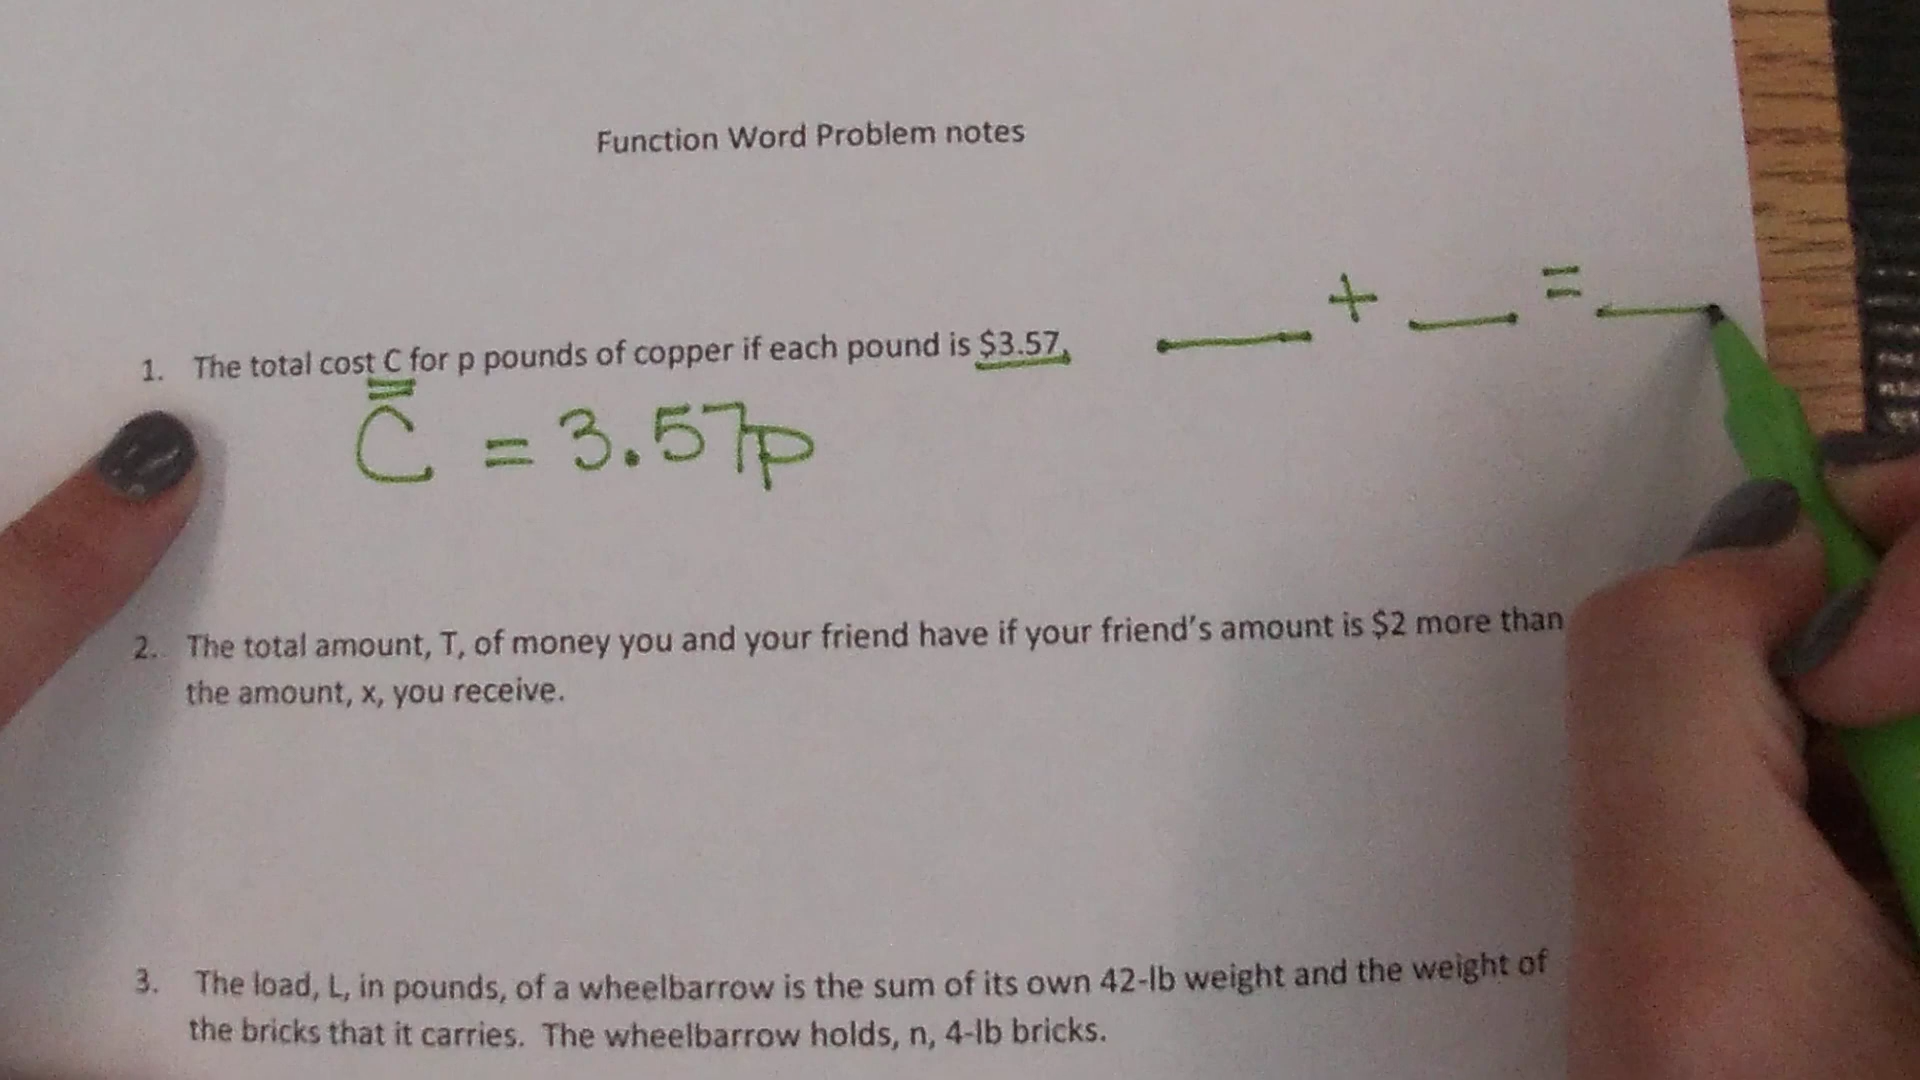 Function Word Problem notes
___ + ___ = ___
1. The total cost C for p pounds of copper if each pound is $3.57.
C = 3.57p
2. The total amount, T, of money you and your friend have if your friend's amount is $2 more than
the amount, x, you receive.
3. The load, L, in pounds, of a wheelbarrow is the sum of its own 42-lb weight and the weight of
the bricks that it carries. The wheelbarrow holds, n, 4-lb bricks.